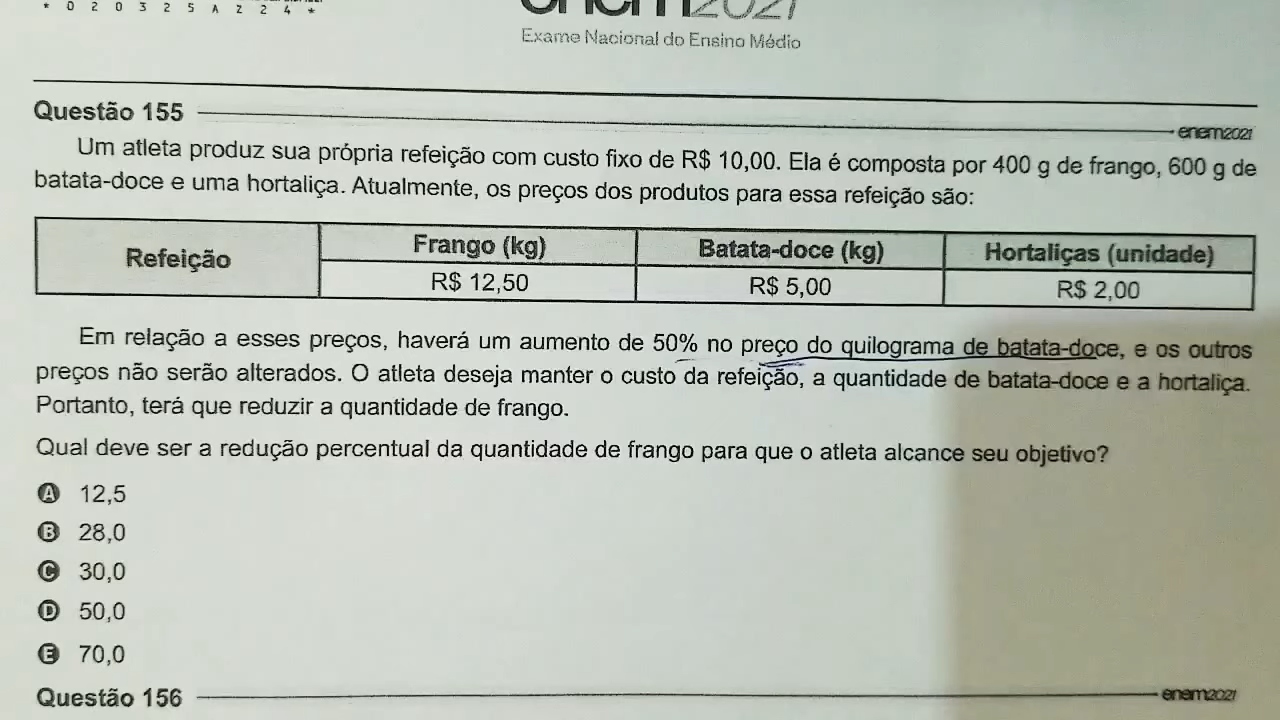 * 0 2 0 3 2 5 A 2 2 4 *
enem2021
Exame Nacional do Ensino Médio
Questão 155
enem2021
Um atleta produz sua própria refeição com custo fixo de R$ 10,00. Ela é composta por 400 g de frango, 600 g de
batata-doce e uma hortaliça. Atualmente, os preços dos produtos para essa refeição são:
Refeição
Frango (kg)
Batata-doce (kg)
Hortaliças (unidade)
R$ 12,50
R$ 5,00
R$ 2,00
Em relação a esses preços, haverá um aumento de 50% no preço do quilograma de batata-doce, e os outros
preços não serão alterados. O atleta deseja manter o custo da refeição, a quantidade de batata-doce e a hortaliça.
Portanto, terá que reduzir a quantidade de frango.
Qual deve ser a redução percentual da quantidade de frango para que o atleta alcance seu objetivo?
A 12,5
B 28,0
C 30,0
D 50,0
E 70,0
Questão 156
enem2021